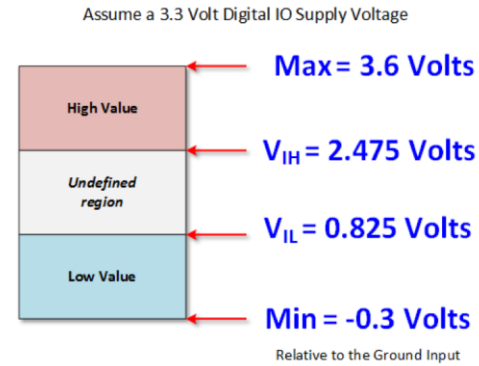 Assume a 3.3 Volt Digital IO Supply Voltage
Max = 3.6 Volts
High Value
VIH = 2.475 Volts
Undefined
region
VIL = 0.825 Volts
Low Value
Min = -0.3 Volts
Relative to the Ground Input